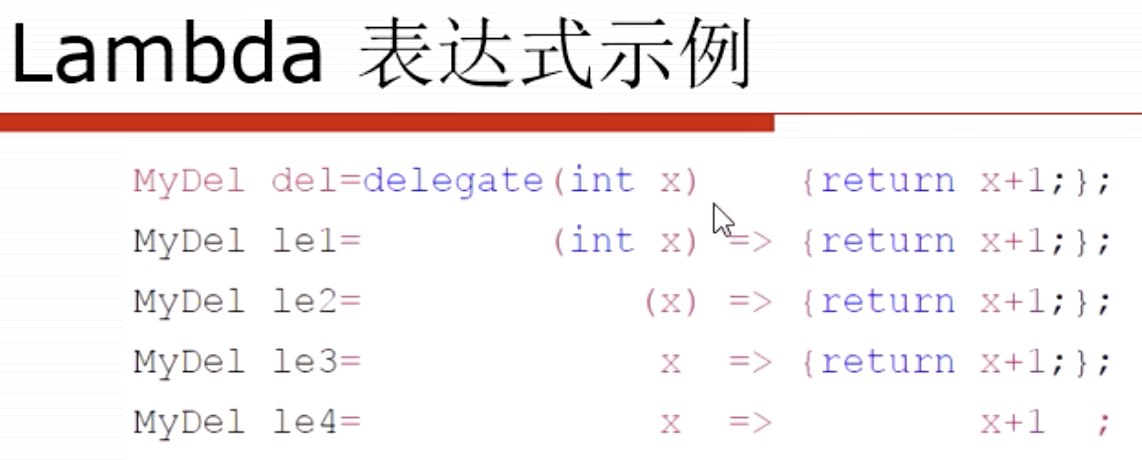 Lambda 表达式示例
MyDel del=delegate(int x) {return x+1;};
MyDel le1= (int x) => {return x+1;};
MyDel le2= (x) => {return x+1;};
MyDel le3= x => {return x+1;};
MyDel le4= x => x+1 ;